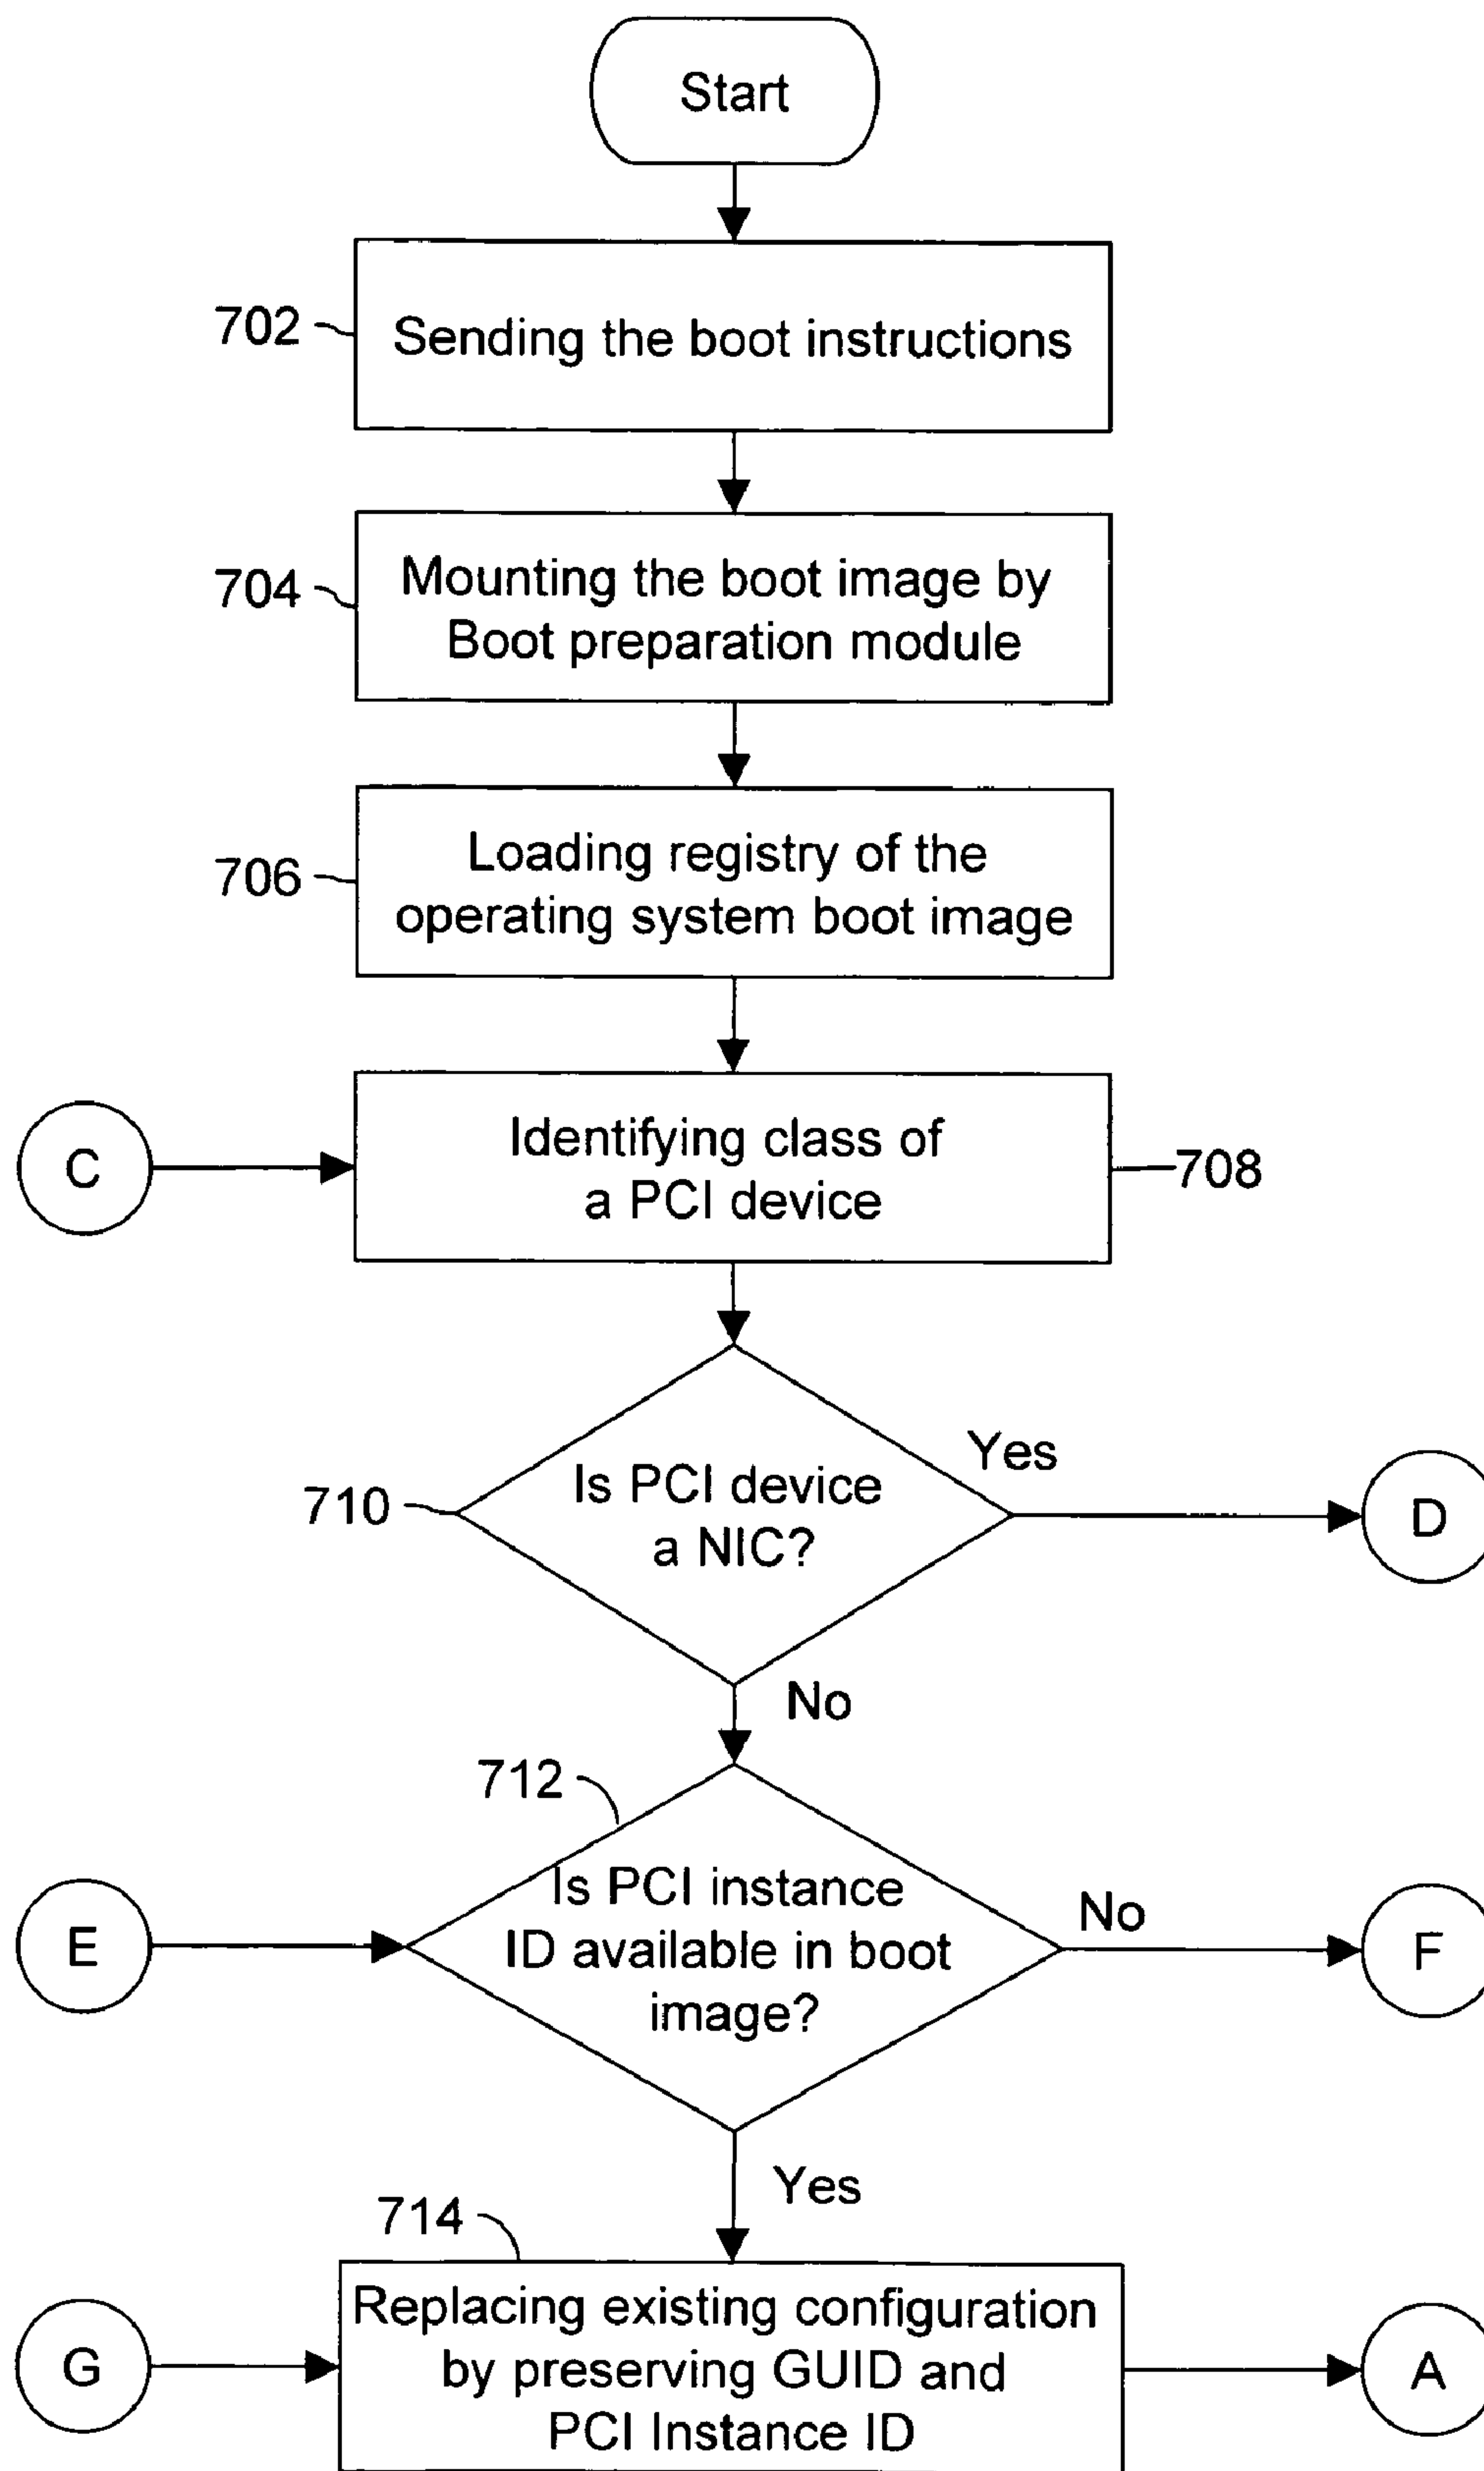 Start
702
Sending the boot instructions
704
Mounting the boot image by
Boot preparation module
706
Loading registry of the
operating system boot image
C
Identifying class of
a PCI device
708
710
Is PCI device
a NIC?
Yes
D
No
712
E
Is PCI instance
ID available in boot
image?
No
F
Yes
714
G
Replacing existing configuration
by preserving GUID and
PCI Instance ID
A